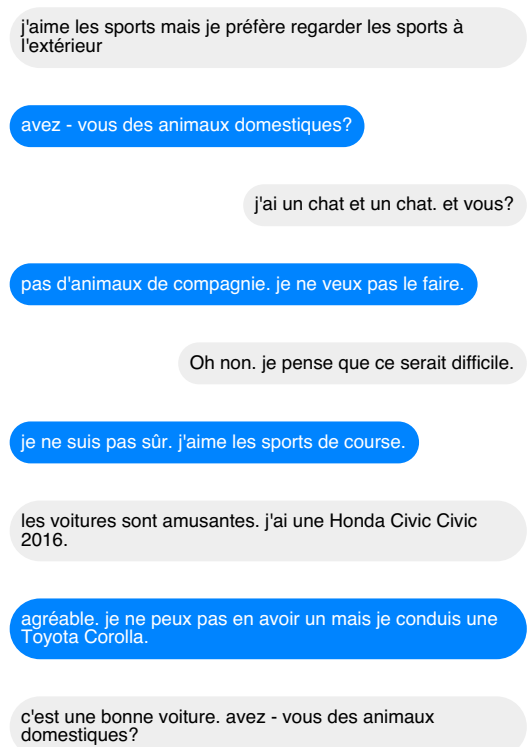 j'aime les sports mais je préfère regarder les sports à
l'extérieur
avez - vous des animaux domestiques?
j'ai un chat et un chat. et vous?
pas d'animaux de compagnie. je ne veux pas le faire.
Oh non. je pense que ce serait difficile.
je ne suis pas sûr. j'aime les sports de course.
les voitures sont amusantes. j'ai une Honda Civic Civic
2016.
agréable. je ne peux pas en avoir un mais je conduis une
Toyota Corolla.
c'est une bonne voiture. avez - vous des animaux
domestiques?